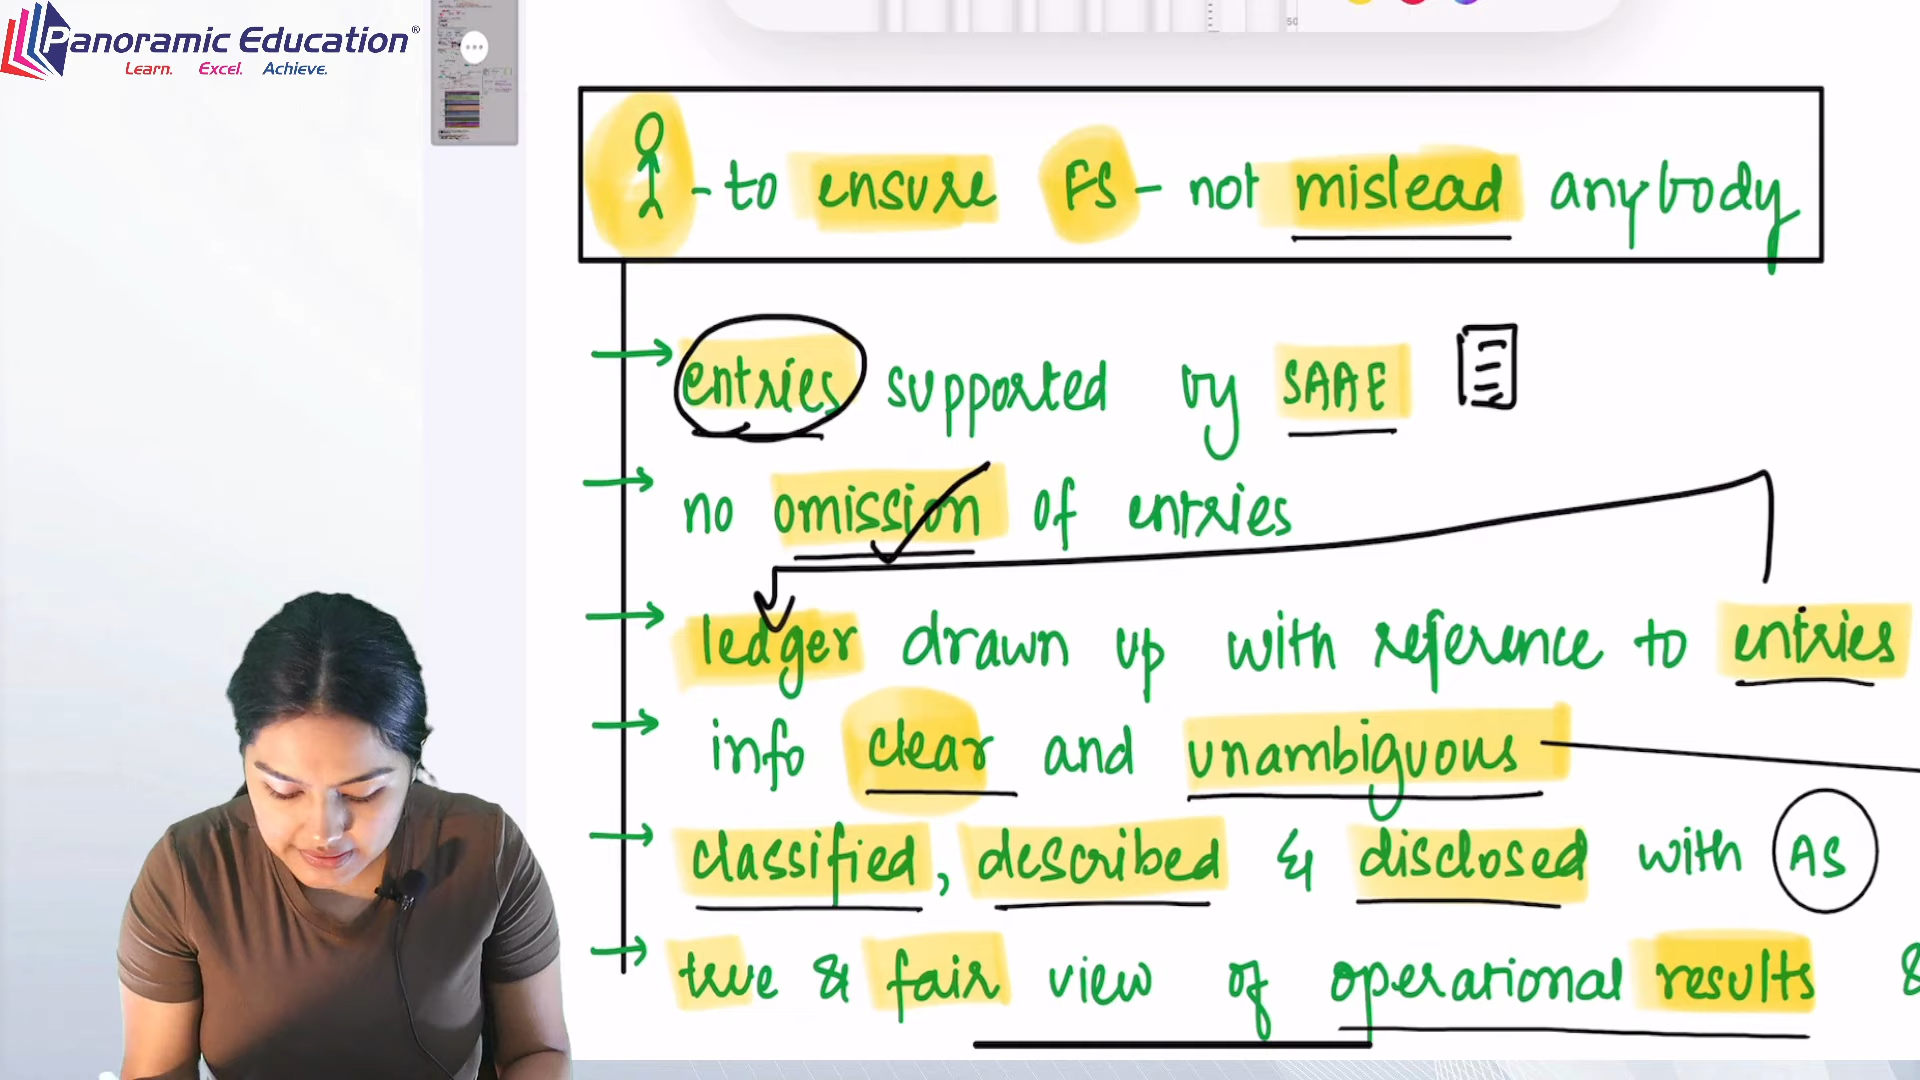 Panoramic Education®
Learn. Excel. Achieve.
50
- to ensure FS - not mislead anybody
entries supported by SAAE
no omission of entries
ledger drawn up with reference to entries
info clear and unambiguous
classified, described & disclosed with AS
true & fair view of operational results &